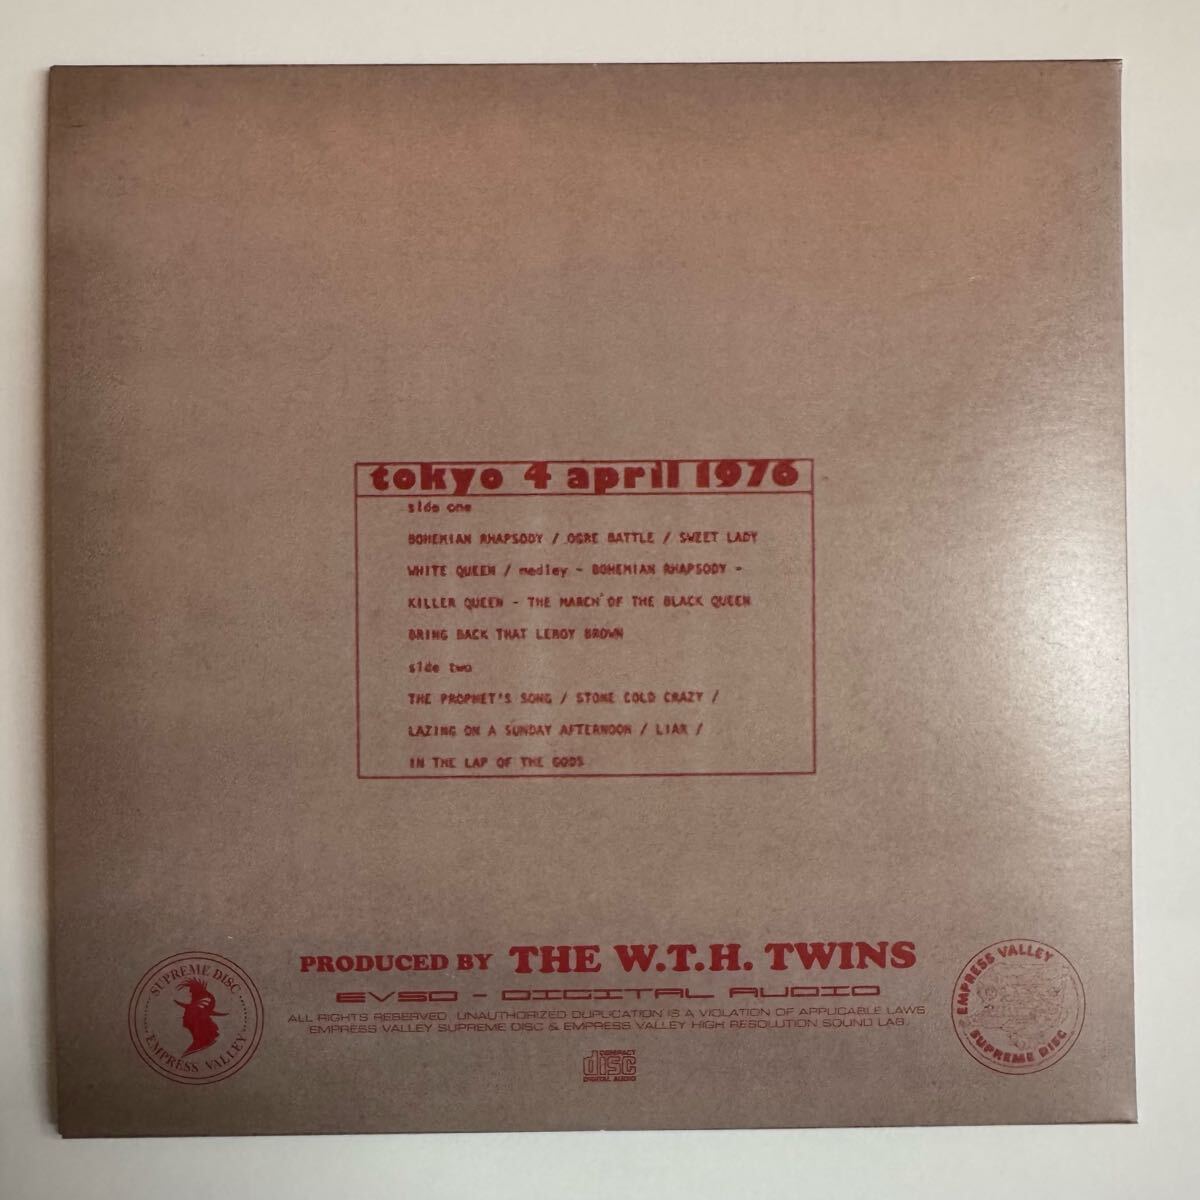 tokyo 4 april 1976
side one
BOHEMIAN RHAPSODY / OGRE BATTLE / SWEET LADY
WHITE QUEEN / medley - BOHEMIAN RHAPSODY -
KILLER QUEEN - THE MARCH OF THE BLACK QUEEN
BRING BACK THAT LEROY BROWN
side two
THE PROPHET'S SONG / STONE COLD CRAZY /
LAZING ON A SUNDAY AFTERNOON / LIAR /
IN THE LAP OF THE GODS
PRODUCED BY THE W.T.H. TWINS
EVSD - DIGITAL AUDIO
ALL RIGHTS RESERVED. UNAUTHORIZED DUPLICATION IS A VIOLATION OF APPLICABLE LAWS
EMPRESS VALLEY SUPREME DISC & EMPRESS VALLEY HIGH RESOLUTION SOUND LAB.
SUPREME DISC
EMPRESS VALLEY
COMPACT
disc
DIGITAL AUDIO
EMPRESS VALLEY
SUPREME DISC